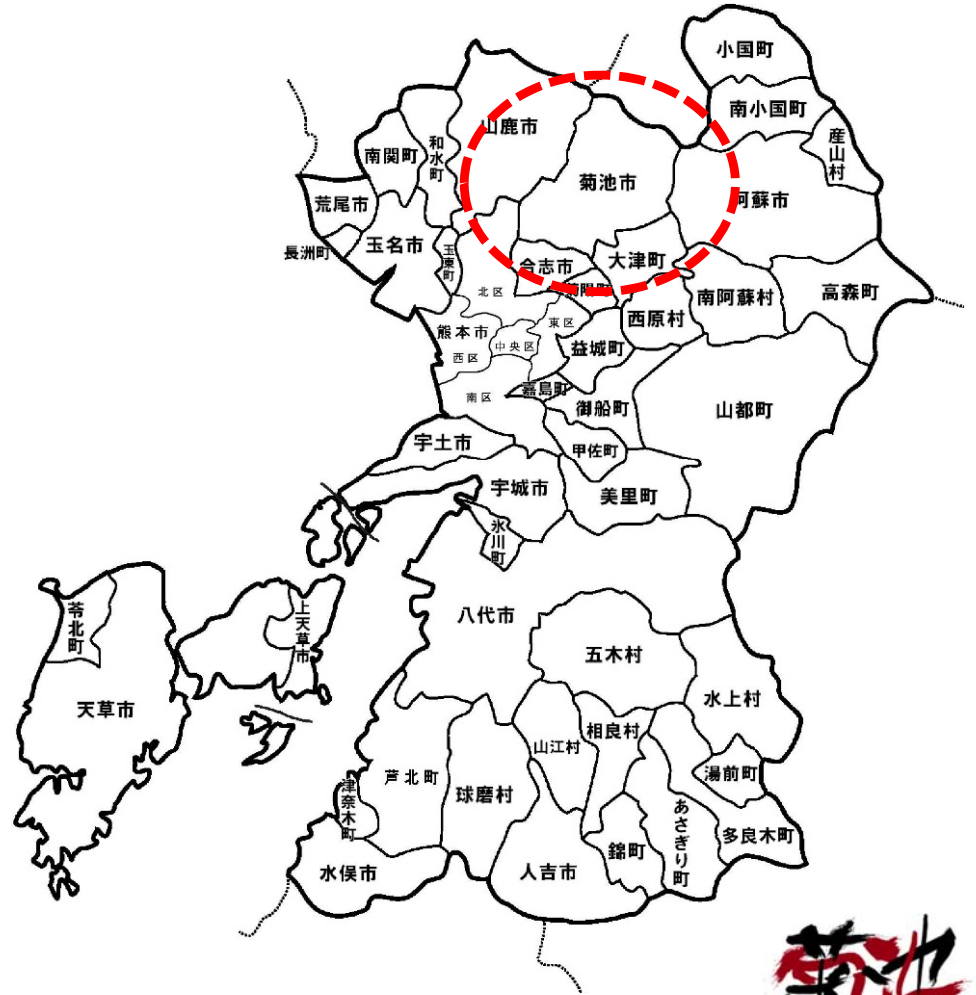 小国町
南小国町
産山村
山鹿市
和水町
南関町
菊池市
阿蘇市
荒尾市
玉名市
長洲町
玉東町
合志市
大津町
菊陽町
北区
南阿蘇村
高森町
西原村
熊本市
東区
中央区
西区
益城町
嘉島町
南区
御船町
山都町
宇土市
甲佐町
宇城市
美里町
氷川町
八代市
苓北町
上天草市
五木村
天草市
水上村
相良村
山江村
湯前町
芦北町
津奈木町
球磨村
あさぎり町
多良木町
錦町
水俣市
人吉市
菊池